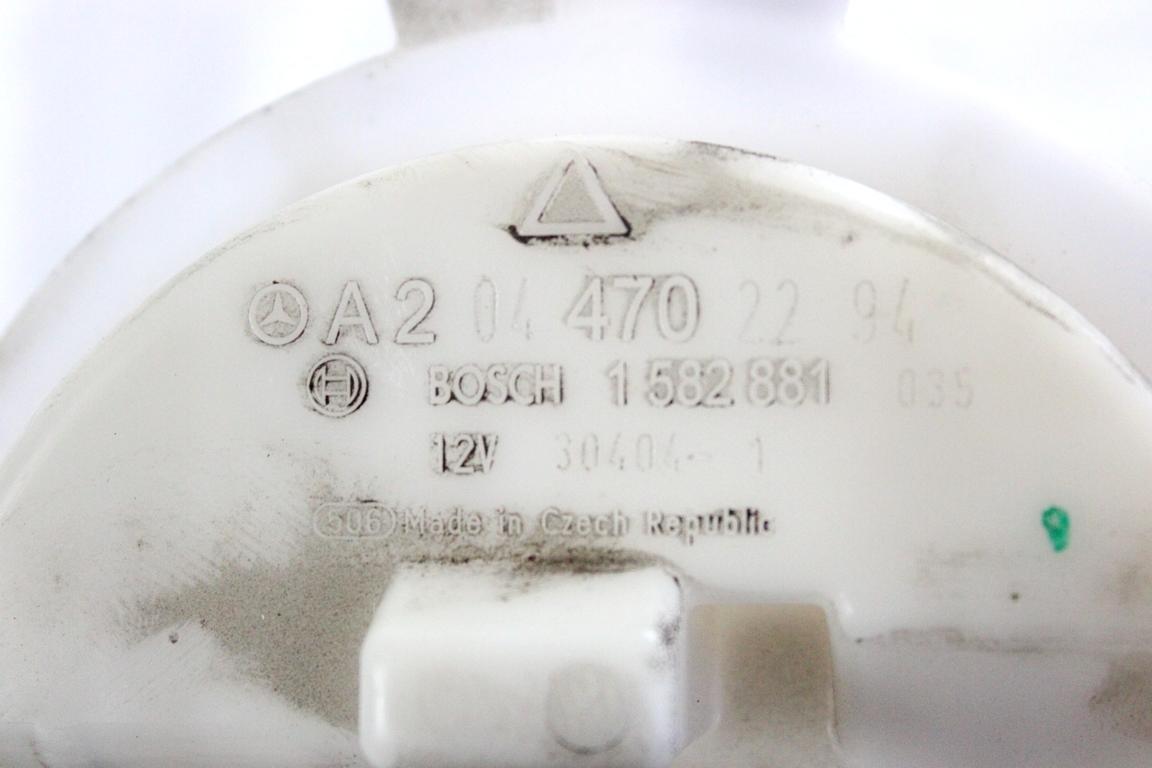 A2 04 470 22 94
BOSCH 1 582 881 035
12V 30404- 1
506 Made in Czech Republic